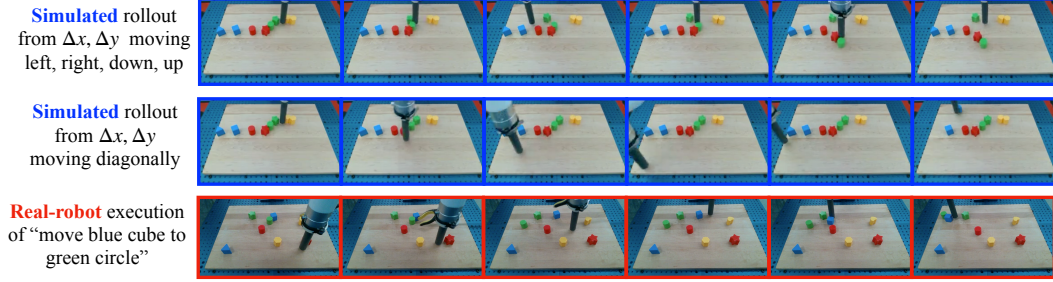 Simulated rollout
from Δx, Δy moving
left, right, down, up
Simulated rollout
from Δx, Δy
moving diagonally
Real-robot execution
of “move blue cube to
green circle”